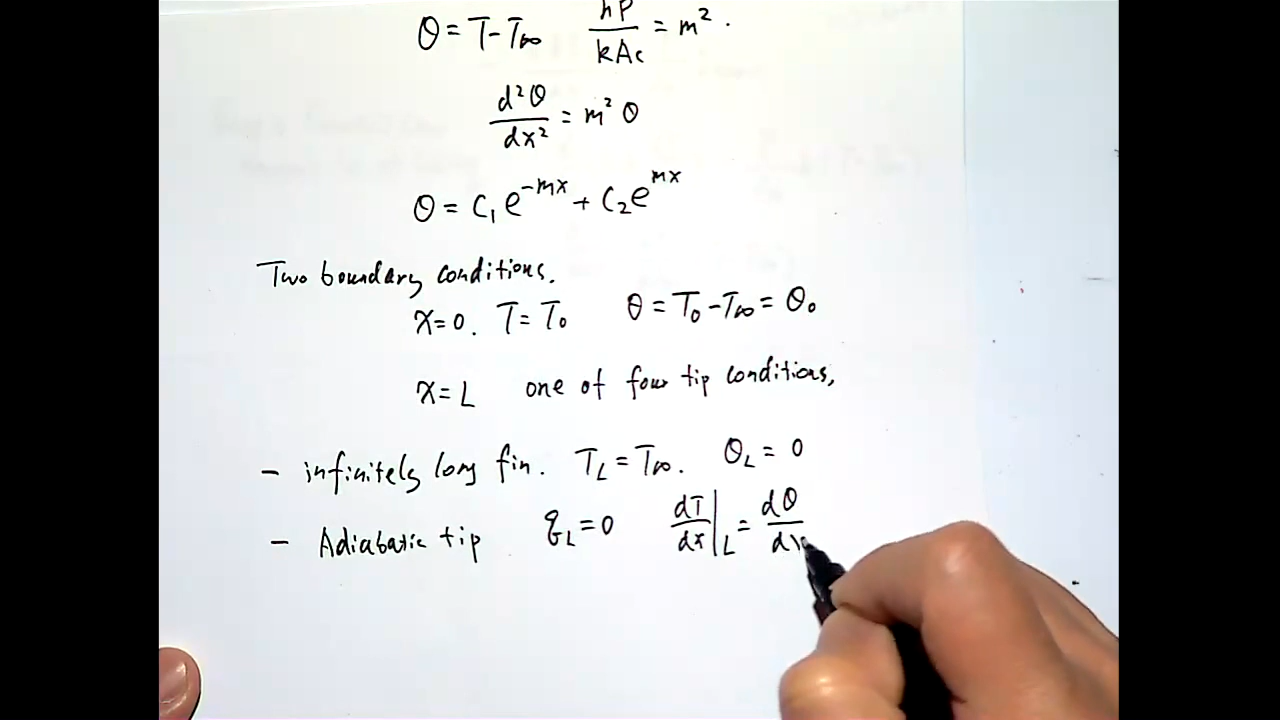 θ = T - T∞ hP/kAc = m² .
d²θ/dx² = m² θ
θ = C₁e^-mx + C₂e^mx
Two boundary conditions.
x=0. T=T₀ θ = T₀-T∞ = θ₀
x=L one of four tip conditions,
- infinitely long fin. T_L = T∞. θ_L = 0
- Adiabatic tip q_L=0 dT/dx|_L = dθ/dx